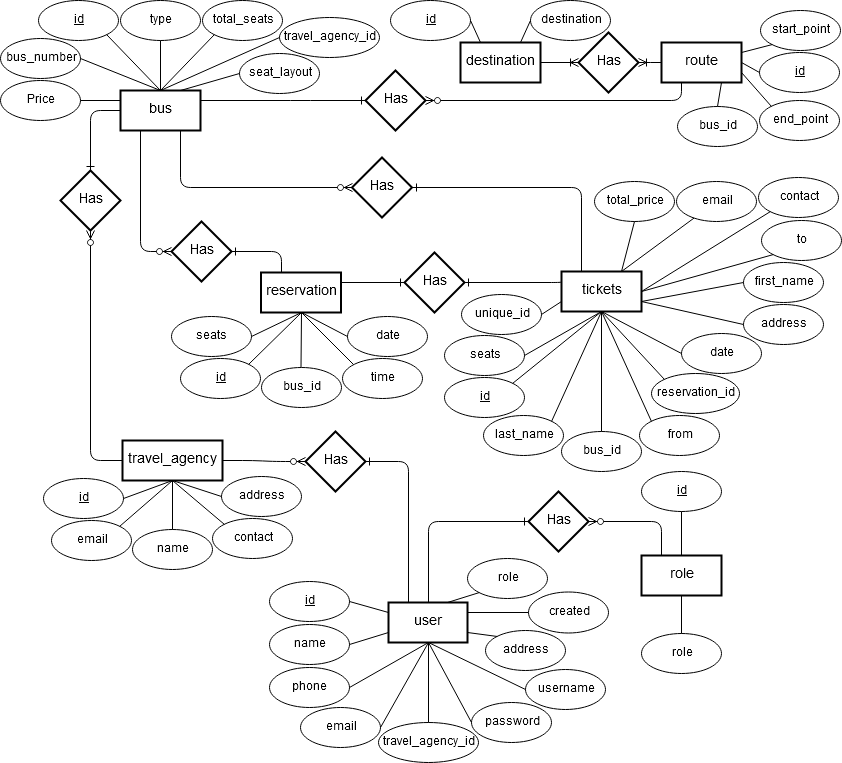 id
type
total_seats
id
destination
start_point
bus_number
travel_agency_id
seat_layout
destination
Has
route
id
Price
bus
Has
bus_id
end_point
Has
Has
total_price
email
contact
to
Has
reservation
Has
tickets
first_name
unique_id
address
seats
date
seats
date
id
bus_id
time
id
reservation_id
last_name
bus_id
from
travel_agency
Has
id
address
email
name
contact
id
Has
role
role
id
user
created
name
address
role
phone
username
email
travel_agency_id
password